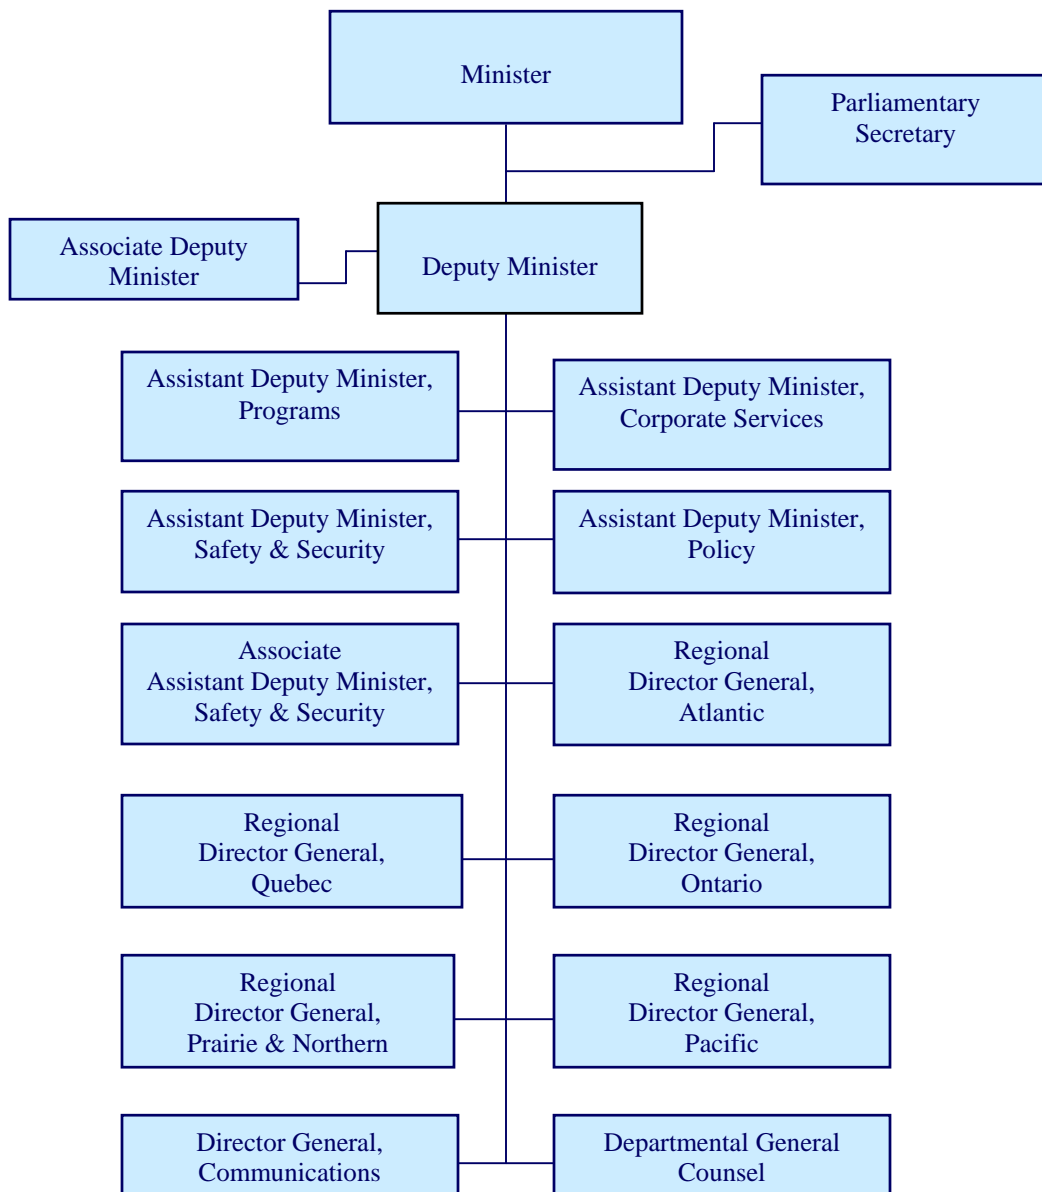 Minister
Parliamentary
Secretary
Associate Deputy
Minister
Deputy Minister
Assistant Deputy Minister,
Programs
Assistant Deputy Minister,
Corporate Services
Assistant Deputy Minister,
Safety & Security
Assistant Deputy Minister,
Policy
Associate
Assistant Deputy Minister,
Safety & Security
Regional
Director General,
Atlantic
Regional
Director General,
Quebec
Regional
Director General,
Ontario
Regional
Director General,
Prairie & Northern
Regional
Director General,
Pacific
Director General,
Communications
Departmental General
Counsel